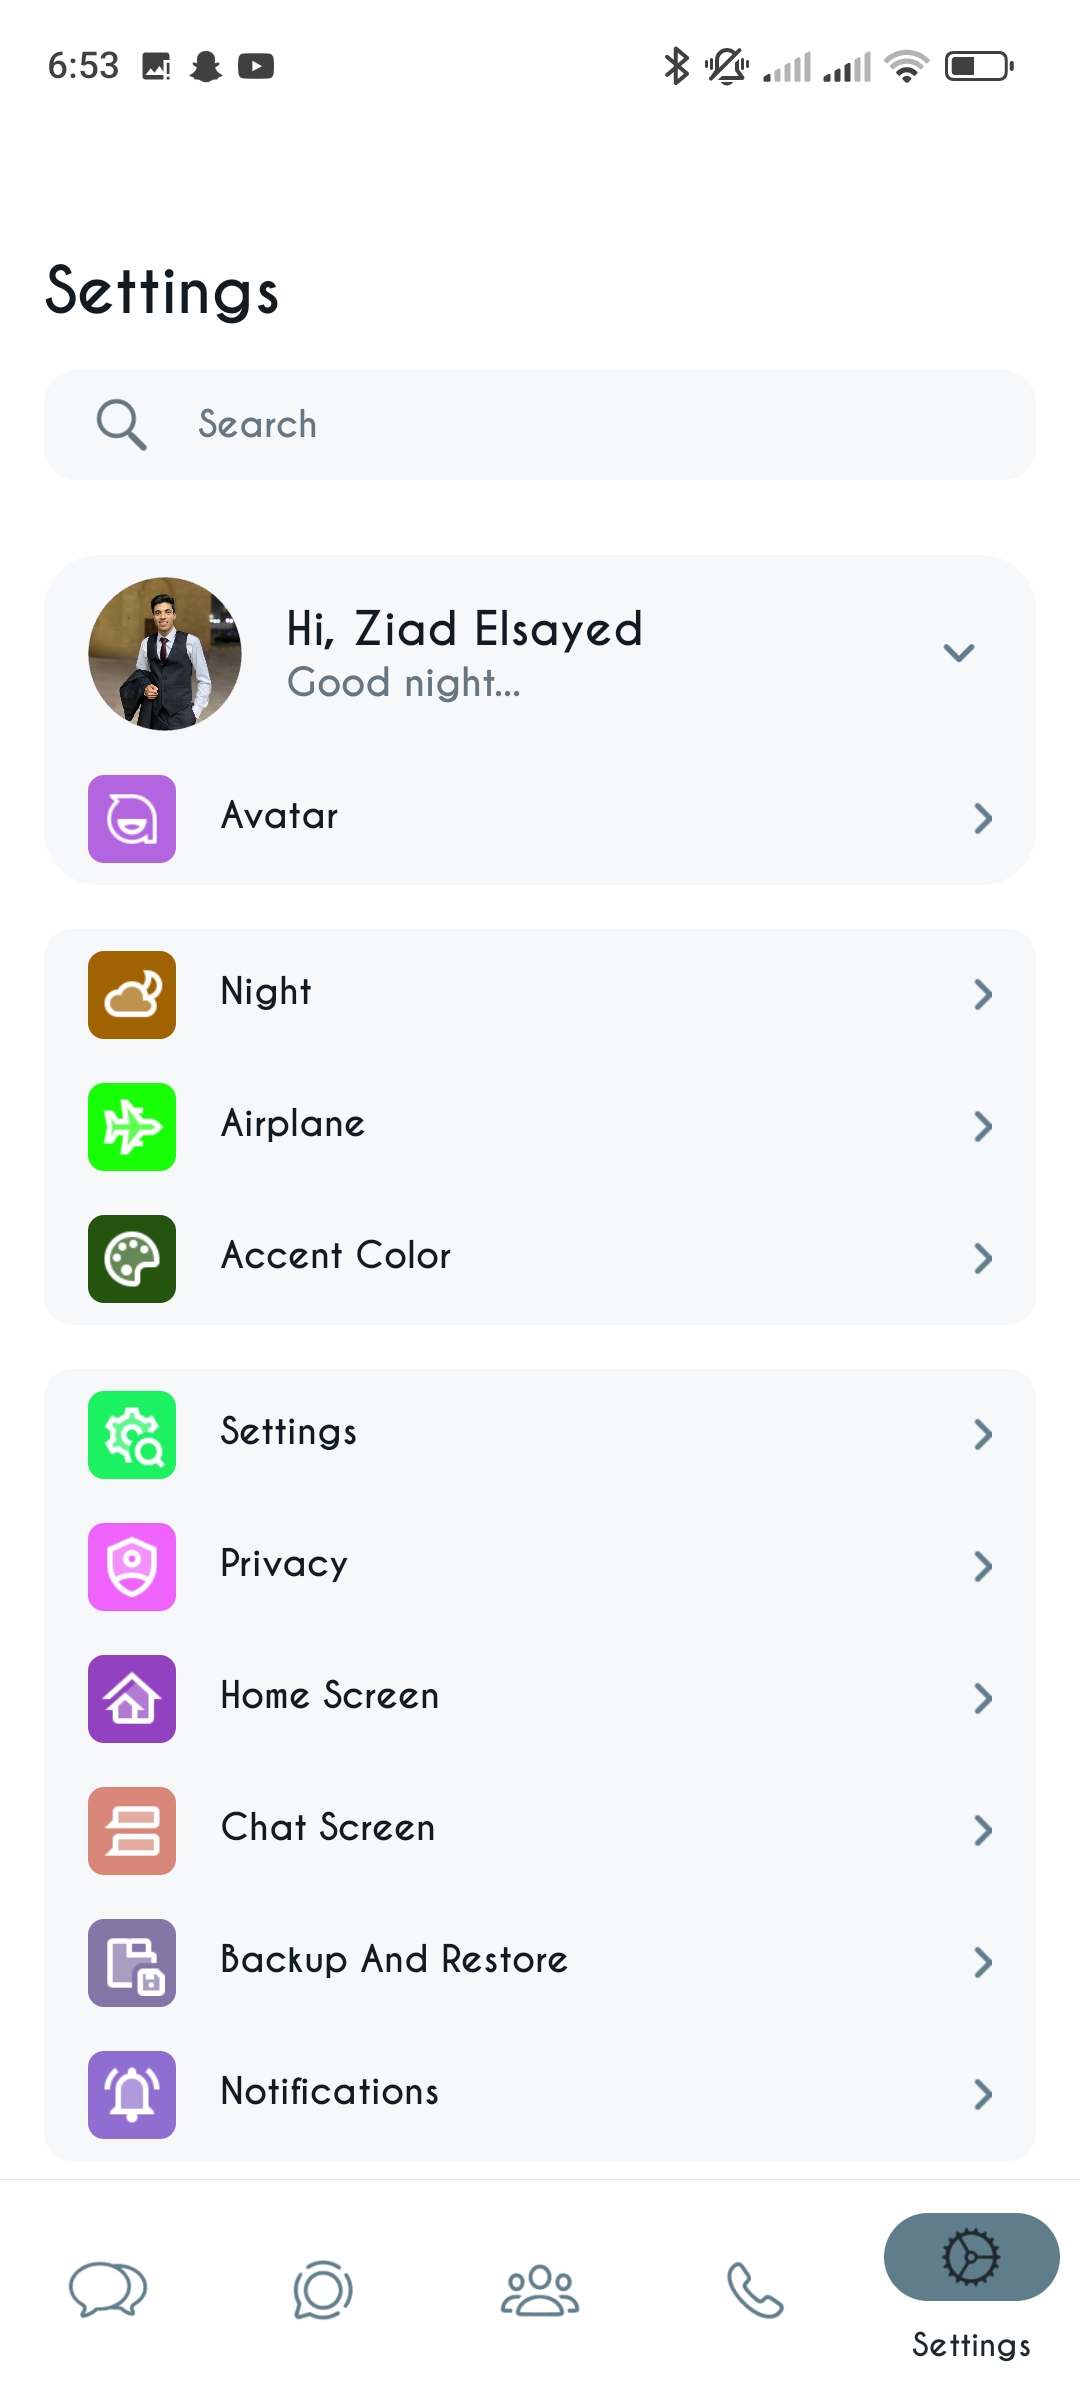 6:53
Settings
Search
Hi, Ziad Elsayed
Good night...
Avatar
Night
Airplane
Accent Color
Settings
Privacy
Home Screen
Chat Screen
Backup And Restore
Notifications
Settings